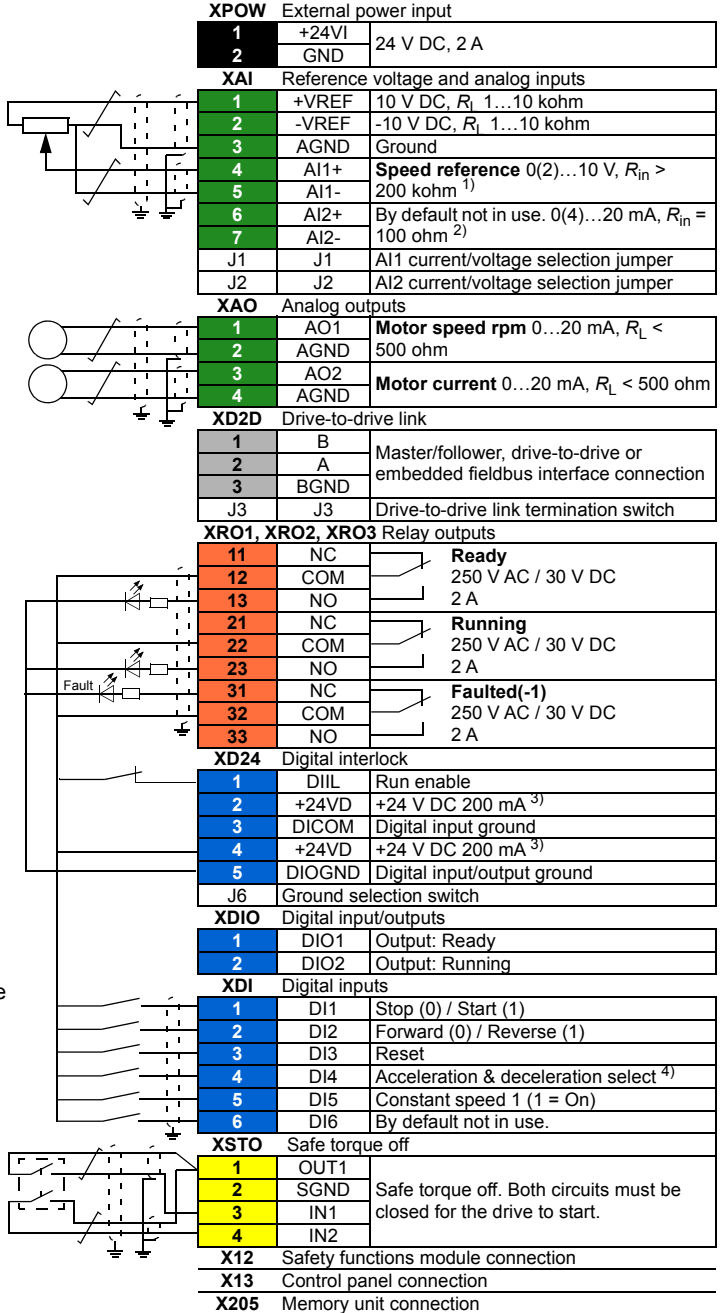 XPOW External power input
1 +24VI 24 V DC, 2 A
2 GND
XAI Reference voltage and analog inputs
1 +VREF 10 V DC, RL 1…10 kohm
2 -VREF -10 V DC, RL 1…10 kohm
3 AGND Ground
4 AI1+ Speed reference 0(2)…10 V, Rin >
5 AI1- 200 kohm 1)
6 AI2+ By default not in use. 0(4)…20 mA, Rin =
7 AI2- 100 ohm 2)
J1 J1 AI1 current/voltage selection jumper
J2 J2 AI2 current/voltage selection jumper
XAO Analog outputs
1 AO1 Motor speed rpm 0…20 mA, RL <
2 AGND 500 ohm
3 AO2 Motor current 0…20 mA, RL < 500 ohm
4 AGND
XD2D Drive-to-drive link
1 B Master/follower, drive-to-drive or
2 A embedded fieldbus interface connection
3 BGND
J3 J3 Drive-to-drive link termination switch
XRO1, XRO2, XRO3 Relay outputs
11 NC Ready
12 COM 250 V AC / 30 V DC
13 NO 2 A
21 NC Running
22 COM 250 V AC / 30 V DC
23 NO 2 A
Fault 31 NC Faulted(-1)
32 COM 250 V AC / 30 V DC
33 NO 2 A
XD24 Digital interlock
1 DIIL Run enable
2 +24VD +24 V DC 200 mA 3)
3 DICOM Digital input ground
4 +24VD +24 V DC 200 mA 3)
5 DIOGND Digital input/output ground
J6 Ground selection switch
XDIO Digital input/outputs
1 DIO1 Output: Ready
2 DIO2 Output: Running
e XDI Digital inputs
1 DI1 Stop (0) / Start (1)
2 DI2 Forward (0) / Reverse (1)
3 DI3 Reset
4 DI4 Acceleration & deceleration select 4)
5 DI5 Constant speed 1 (1 = On)
6 DI6 By default not in use.
XSTO Safe torque off
1 OUT1
2 SGND Safe torque off. Both circuits must be
3 IN1 closed for the drive to start.
4 IN2
X12 Safety functions module connection
X13 Control panel connection
X205 Memory unit connection